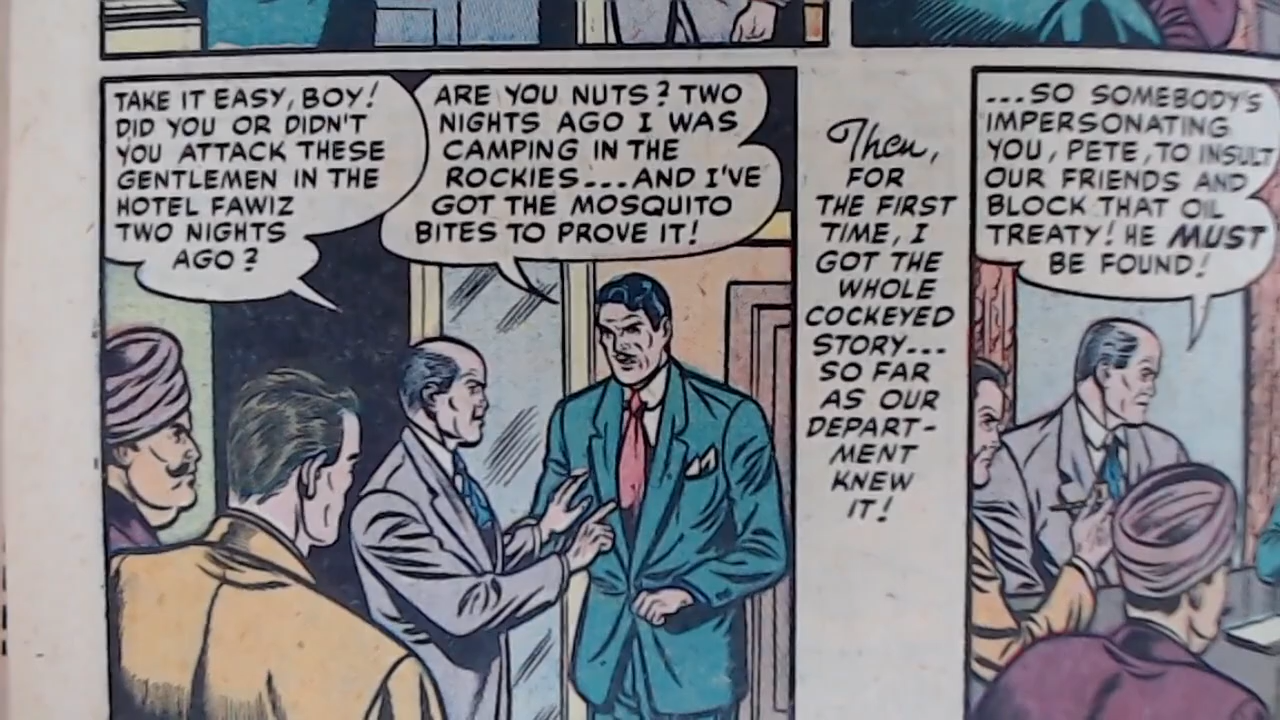 TAKE IT EASY, BOY!
DID YOU OR DIDN'T
YOU ATTACK THESE
GENTLEMEN IN THE
HOTEL FAWIZ
TWO NIGHTS
AGO?
ARE YOU NUTS? TWO
NIGHTS AGO I WAS
CAMPING IN THE
ROCKIES...AND I'VE
GOT THE MOSQUITO
BITES TO PROVE IT!
Then,
FOR
THE FIRST
TIME, I
GOT THE
WHOLE
COCKEYED
STORY...
SO FAR
AS OUR
DEPART-
MENT
KNEW
IT!
...SO SOMEBODY'S
IMPERSONATING
YOU, PETE, TO INSULT
OUR FRIENDS AND
BLOCK THAT OIL
TREATY! HE MUST
BE FOUND!